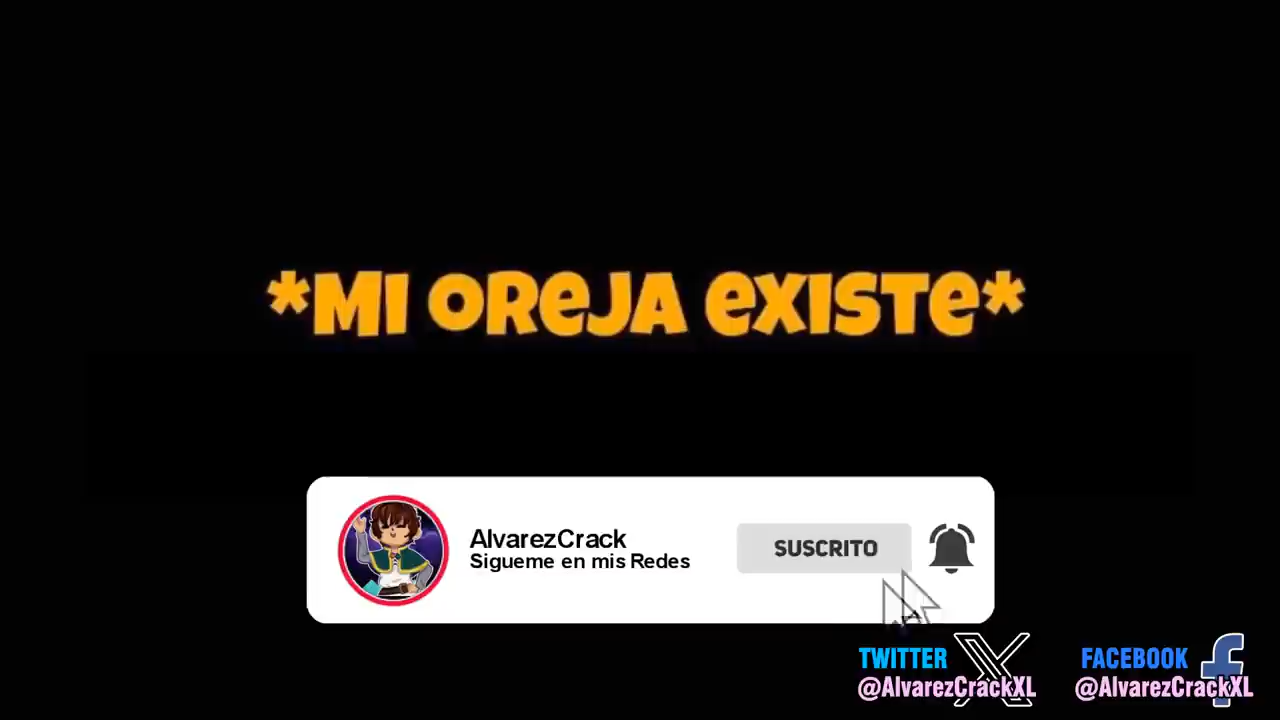 *Mi oreja existe*
AlvarezCrack
Sigueme en mis Redes
SUSCRITO
TWITTER
@AlvarezCrackXL
FACEBOOK
@AlvarezCrackXL